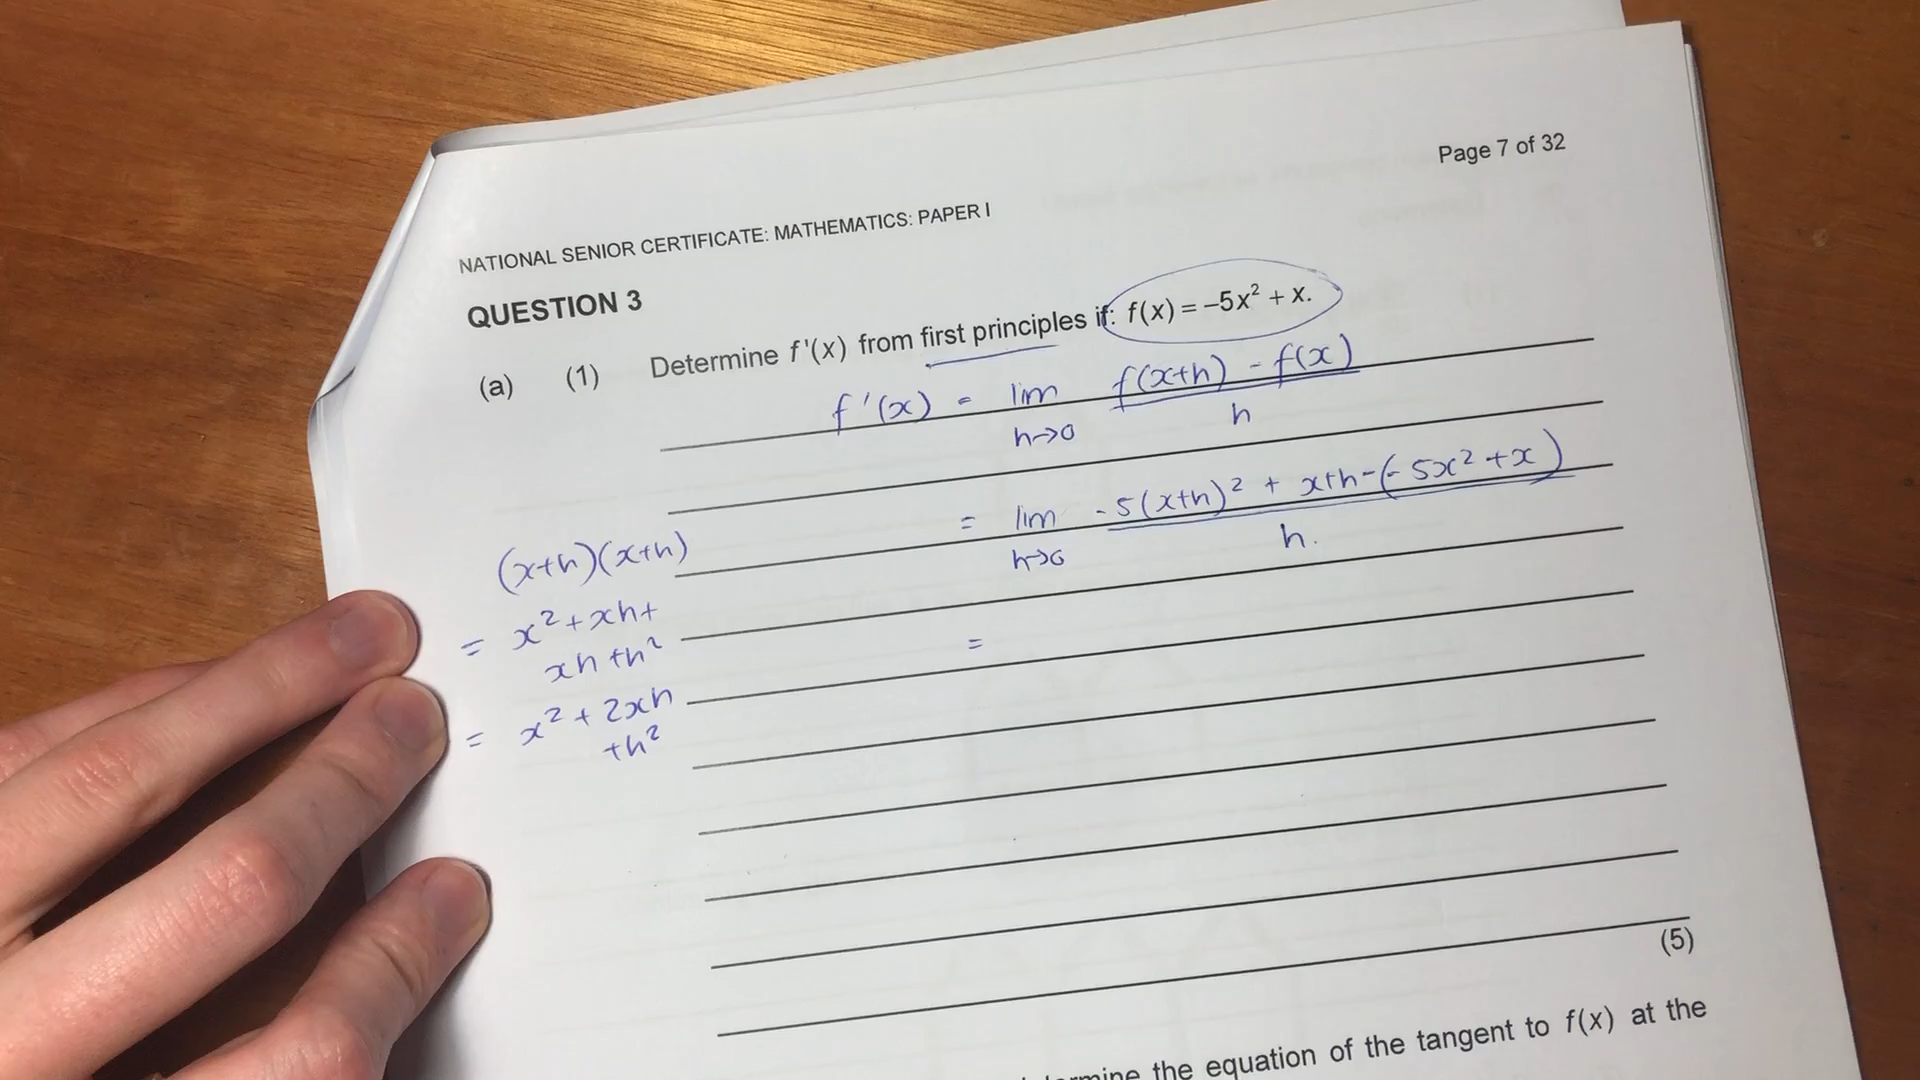 Page 7 of 32
NATIONAL SENIOR CERTIFICATE: MATHEMATICS: PAPER I
QUESTION 3
(a) (1) Determine f'(x) from first principles if: f(x) = –5x² + x.
f'(x) = lim f(x+h) - f(x)
h→0 h
= lim -5(x+h)² + x+h-(-5x²+x)
h→0 h.
(x+h)(x+h)
= x²+xh+
xh+h²
=
= x² + 2xh
+h²
(5)
the equation of the tangent to f(x) at the